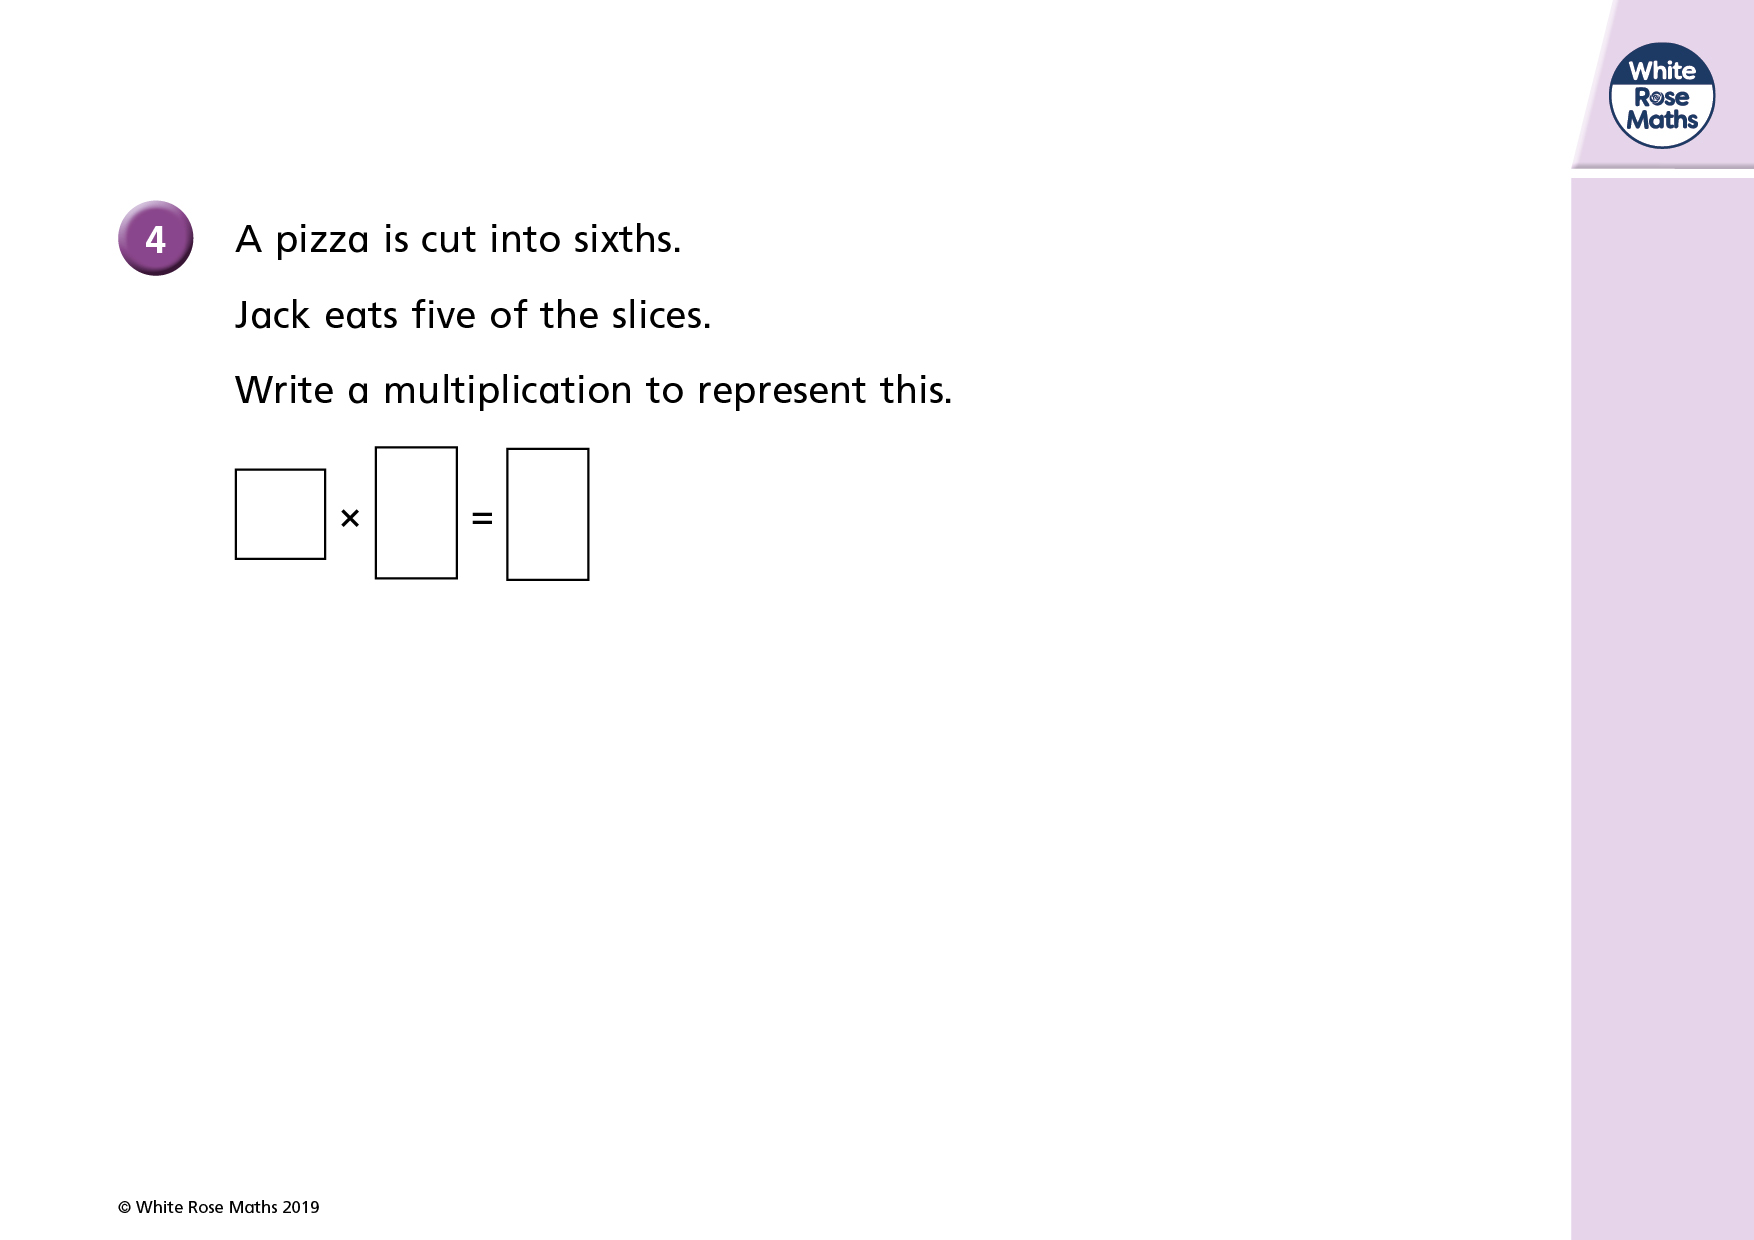 White
Rose
Maths
4 A pizza is cut into sixths.
Jack eats five of the slices.
Write a multiplication to represent this.
× =
© White Rose Maths 2019